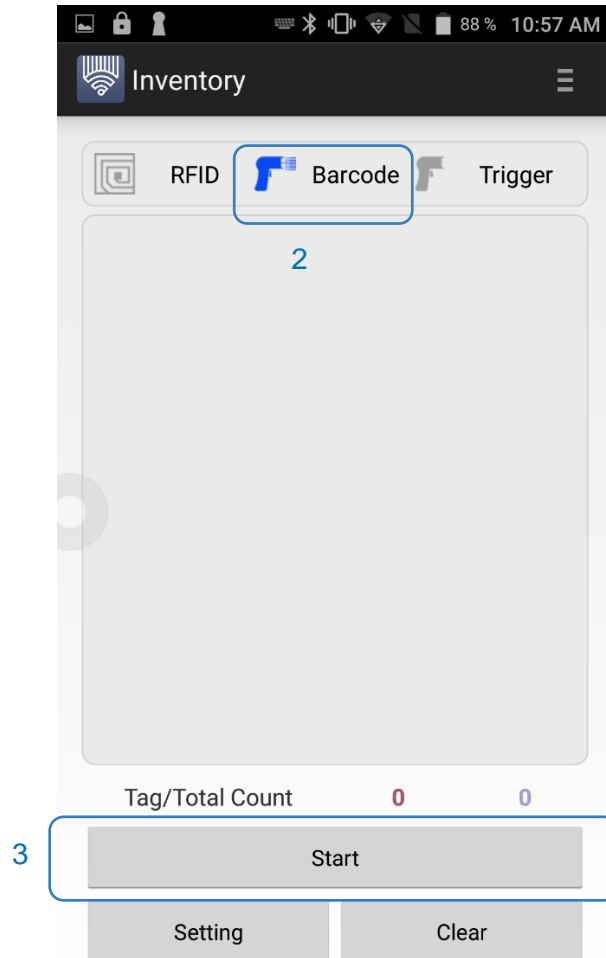 88 % 10:57 AM
Inventory
RFID Barcode Trigger
2
Tag/Total Count 0 0
3 Start
Setting Clear